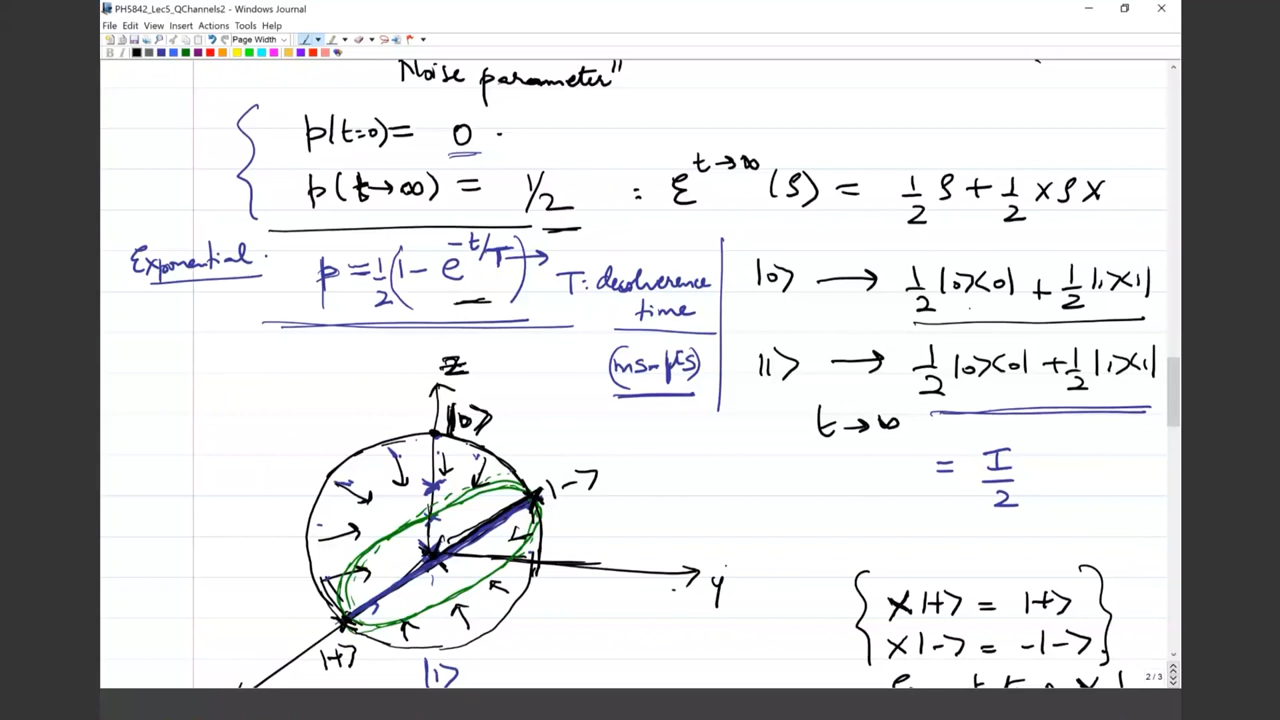 PH5842_Lec5_QChannels2 - Windows Journal
File Edit View Insert Actions Tools Help
Page Width
B I
Noise parameter"
p(t=0) = 0
p(t→∞) = 1/2 : ε^{t→∞} (ρ) = 1/2 ρ + 1/2 XρX
Exponential. p = 1/2 (1 - e^{-t/T}) → T: decoherence time
(ms-μs)
|0> → 1/2 |0><0| + 1/2 |1><1|
|1> → 1/2 |0><0| + 1/2 |1><1|
t→∞
= I/2
Z
|0>
|->
y
|+>
|1>
X|+> = |+>
X|-> = -|->
2 / 3